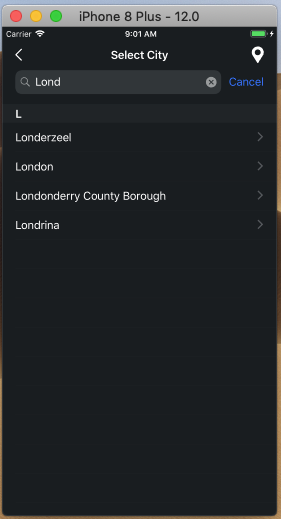 iPhone 8 Plus - 12.0
Carrier 9:01 AM
Select City
Lond Cancel
L
Londerzeel
London
Londonderry County Borough
Londrina